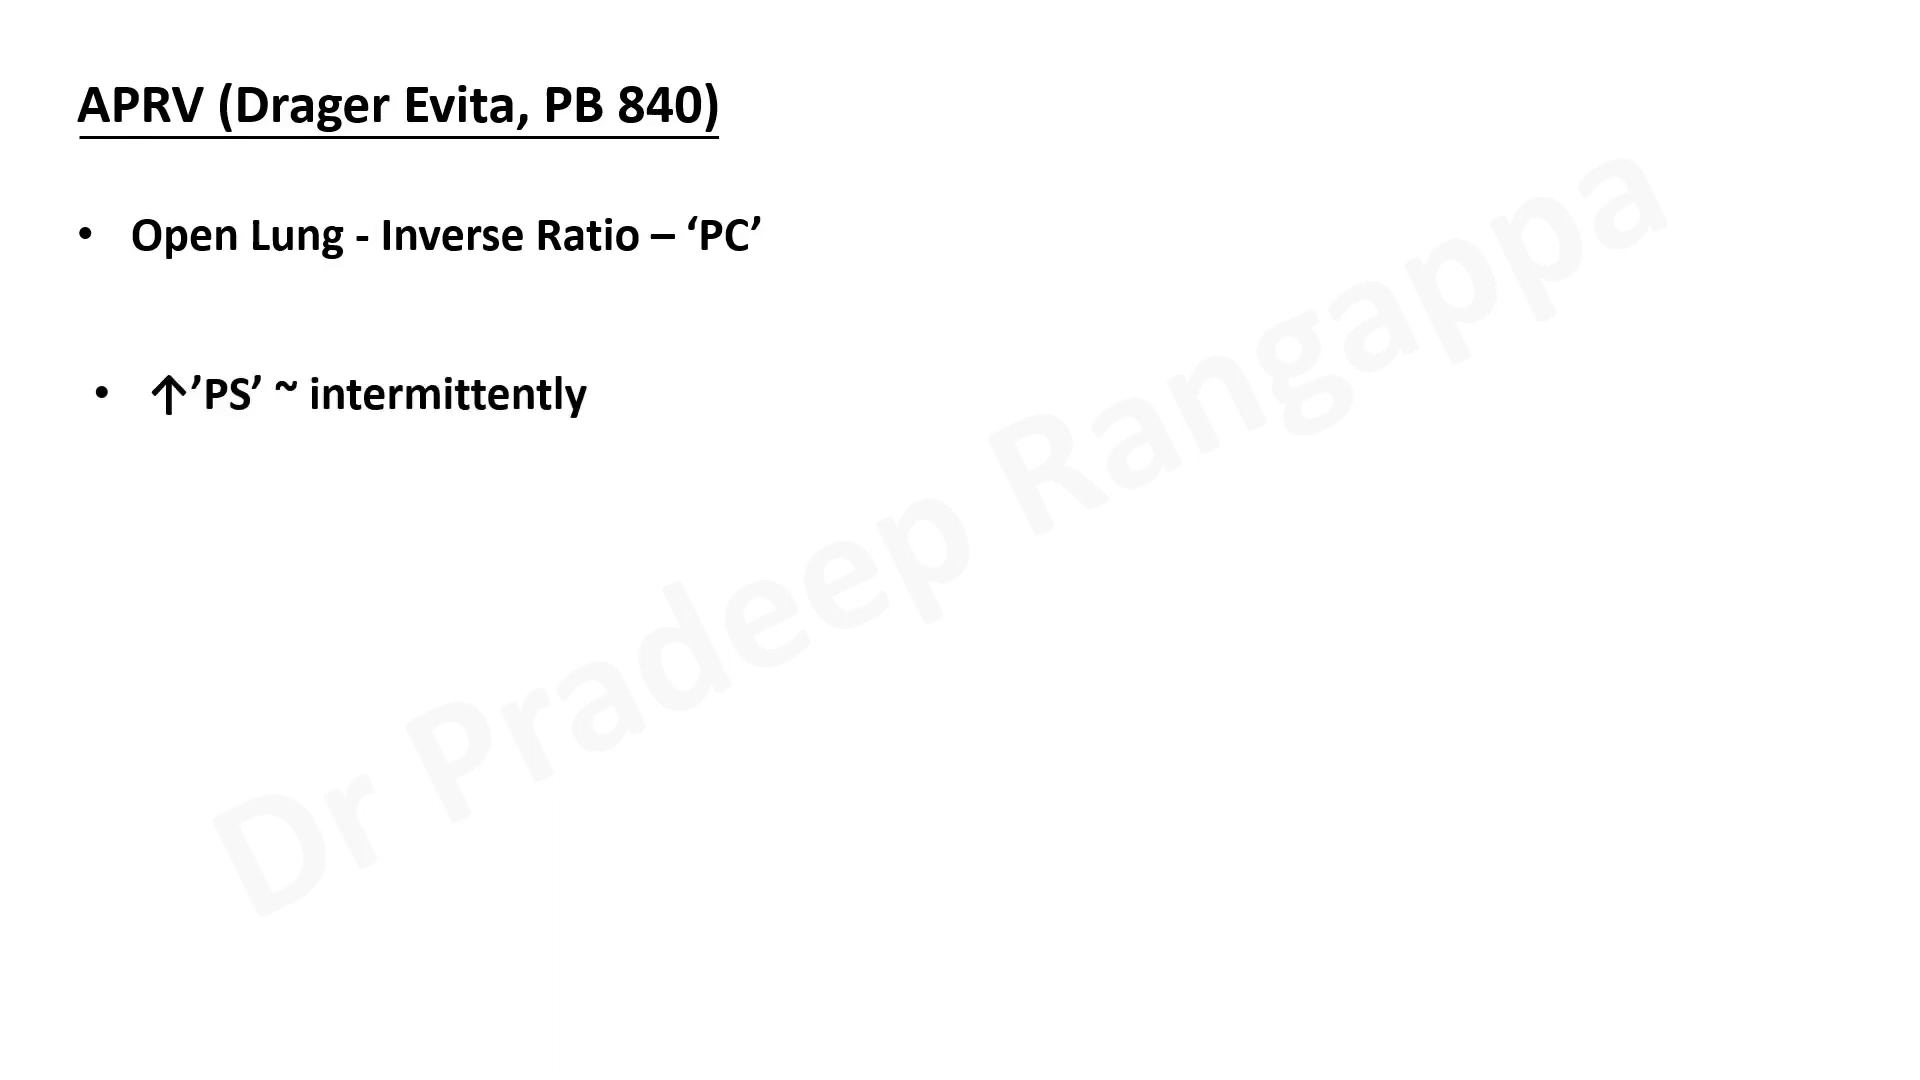 APRV (Drager Evita, PB 840)
• Open Lung - Inverse Ratio – ‘PC’
• ↑’PS’ ~ intermittently
Dr Pradeep Rangappa